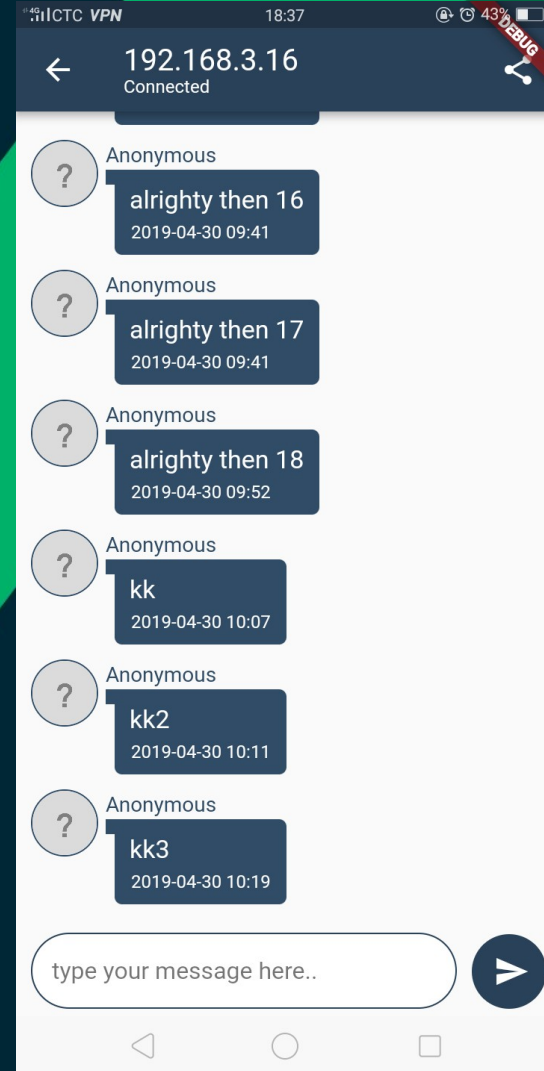 4G CTC VPN 18:37 43%
DEBUG
192.168.3.16
Connected
? Anonymous
alrighty then 16
2019-04-30 09:41
? Anonymous
alrighty then 17
2019-04-30 09:41
? Anonymous
alrighty then 18
2019-04-30 09:52
? Anonymous
kk
2019-04-30 10:07
? Anonymous
kk2
2019-04-30 10:11
? Anonymous
kk3
2019-04-30 10:19
type your message here..